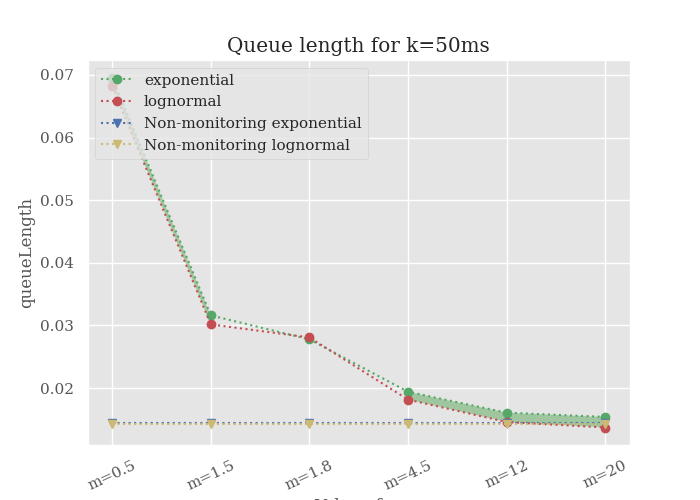 Queue length for k=50ms
exponential
lognormal
Non-monitoring exponential
Non-monitoring lognormal
queueLength
0.07
0.06
0.05
0.04
0.03
0.02
m=0.5
m=1.5
m=1.8
m=4.5
m=12
m=20